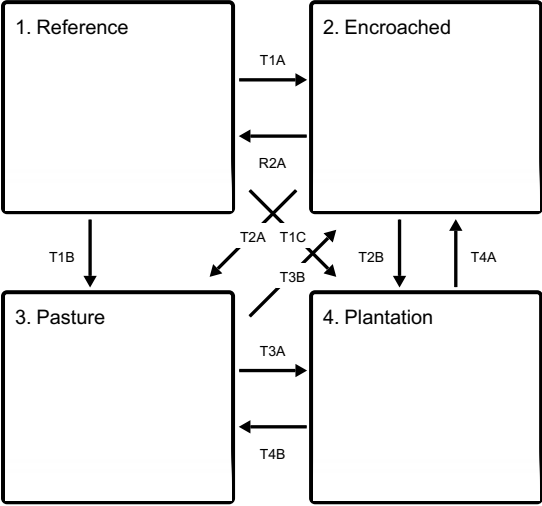 1. Reference
2. Encroached
T1A
R2A
T1B
T2A
T1C
T2B
T4A
T3B
3. Pasture
4. Plantation
T3A
T4B